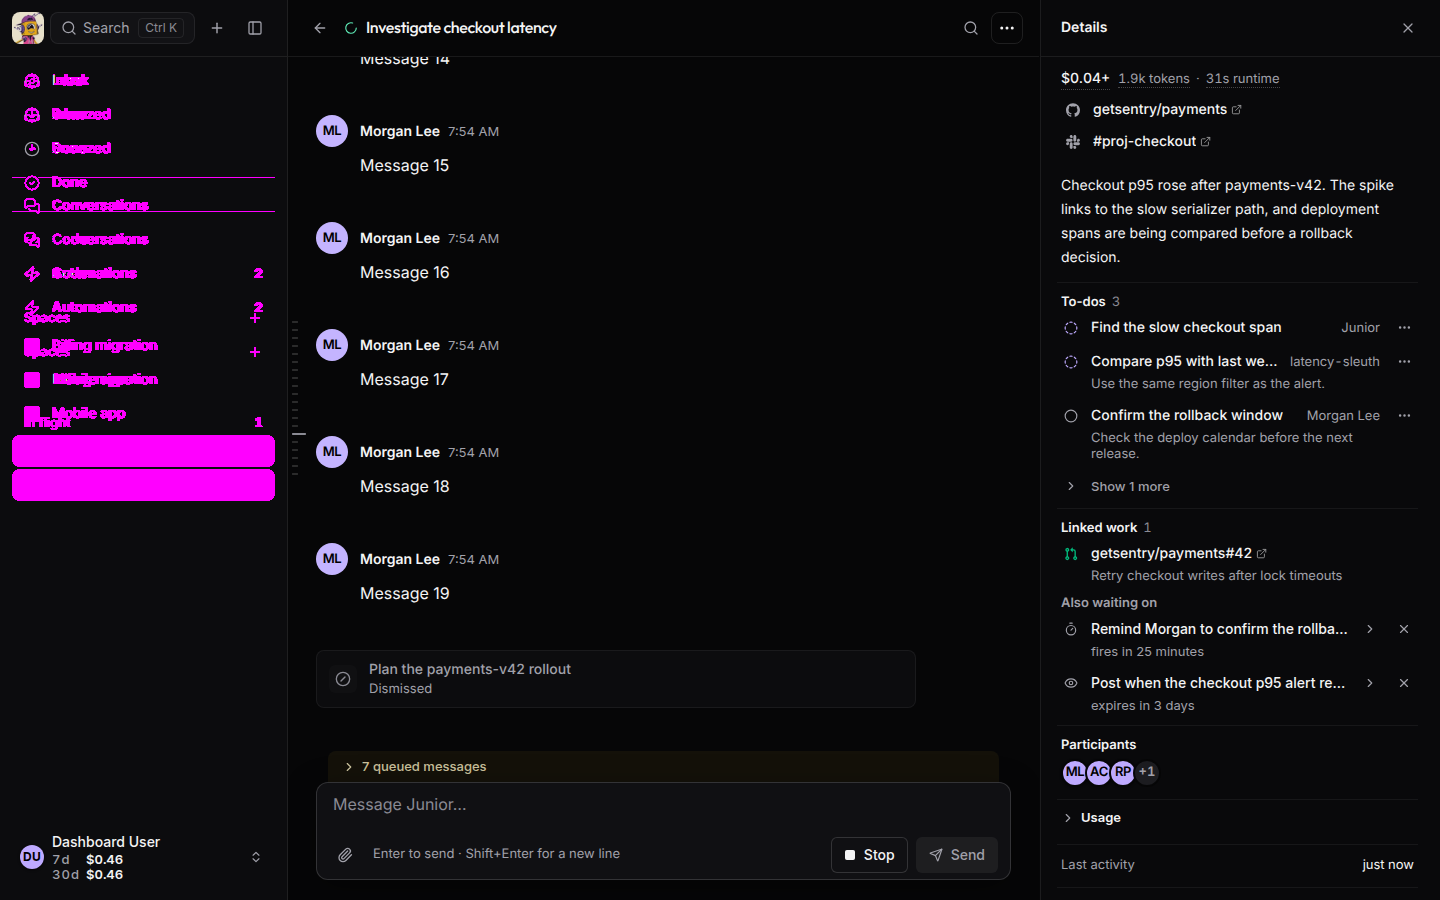 Search Ctrl K
Done
Conversations
Automations 2
Spaces
Mobile app
In flight 1
Dashboard User
DU
7d $0.46
30d $0.46
Investigate checkout latency
Message 14
ML Morgan Lee 7:54 AM
Message 15
ML Morgan Lee 7:54 AM
Message 16
ML Morgan Lee 7:54 AM
Message 17
ML Morgan Lee 7:54 AM
Message 18
ML Morgan Lee 7:54 AM
Message 19
Plan the payments-v42 rollout
Dismissed
7 queued messages
Message Junior...
Enter to send · Shift+Enter for a new line
Stop
Send
Details
$0.04+ 1.9k tokens · 31s runtime
getsentry/payments
#proj-checkout
Checkout p95 rose after payments-v42. The spike
links to the slow serializer path, and deployment
spans are being compared before a rollback
decision.
To-dos 3
Find the slow checkout span Junior
Compare p95 with last we... latency-sleuth
Use the same region filter as the alert.
Confirm the rollback window Morgan Lee
Check the deploy calendar before the next
release.
Show 1 more
Linked work 1
getsentry/payments#42
Retry checkout writes after lock timeouts
Also waiting on
Remind Morgan to confirm the rollba...
fires in 25 minutes
Post when the checkout p95 alert re...
expires in 3 days
Participants
ML AC RP +1
Usage
Last activity just now